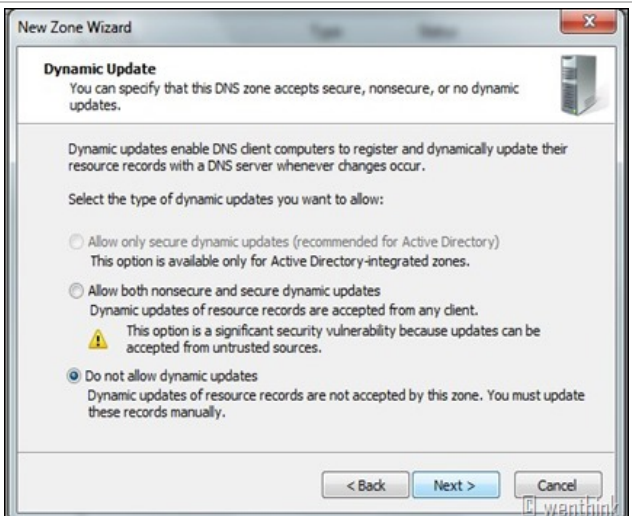 New Zone Wizard
Dynamic Update
You can specify that this DNS zone accepts secure, nonsecure, or no dynamic
updates.
Dynamic updates enable DNS client computers to register and dynamically update their
resource records with a DNS server whenever changes occur.
Select the type of dynamic updates you want to allow:
Allow only secure dynamic updates (recommended for Active Directory)
This option is available only for Active Directory-integrated zones.
Allow both nonsecure and secure dynamic updates
Dynamic updates of resource records are accepted from any client.
This option is a significant security vulnerability because updates can be
accepted from untrusted sources.
Do not allow dynamic updates
Dynamic updates of resource records are not accepted by this zone. You must update
these records manually.
< Back Next > Cancel
wenthink